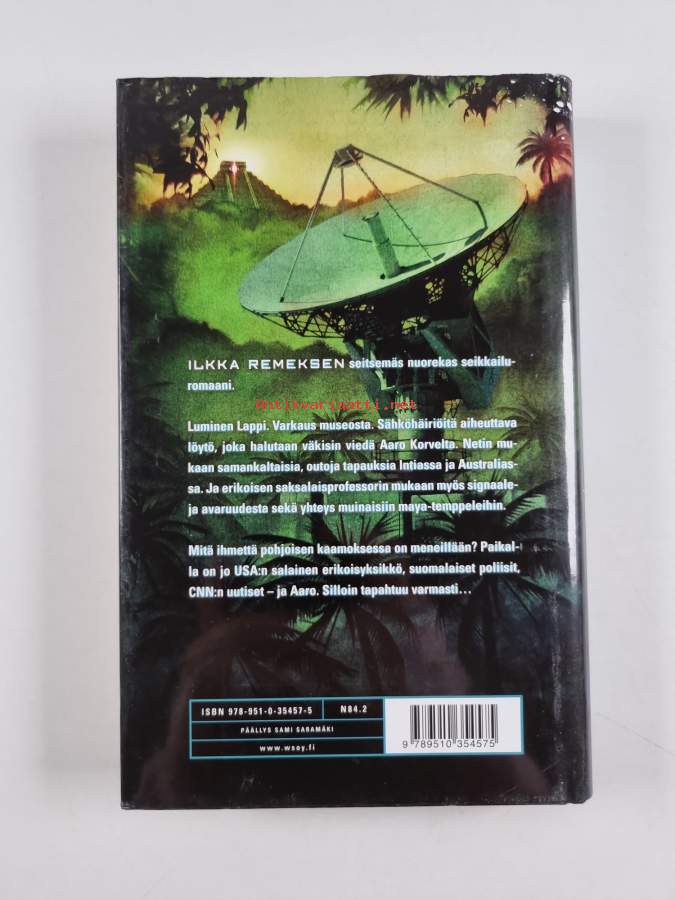 ILKKA REMEKSEN seitsemäs nuorekas seikkailu-
romaani.
Antikvariaatti.net
Luminen Lappi. Varkaus museosta. Sähköhäiriöitä aiheuttava
löytö, joka halutaan väkisin viedä Aaro Korvelta. Netin mu-
kaan samankaltaisia, outoja tapauksia Intiassa ja Australias-
sa. Ja erikoisen saksalaisprofessorin mukaan myös signaale-
ja avaruudesta sekä yhteys muinaisiin maya-temppeleihin.
Mitä ihmettä pohjoisen kaamoksessa on meneillään? Paikal-
la on jo USA:n salainen erikoisyksikkö, suomalaiset poliisit,
CNN:n uutiset – ja Aaro. Silloin tapahtuu varmasti...
ISBN 978-951-0-35457-5 N84.2
PÄÄLLYS SAMI SARAMÄKI
www.wsoy.fi
9 789510 354575